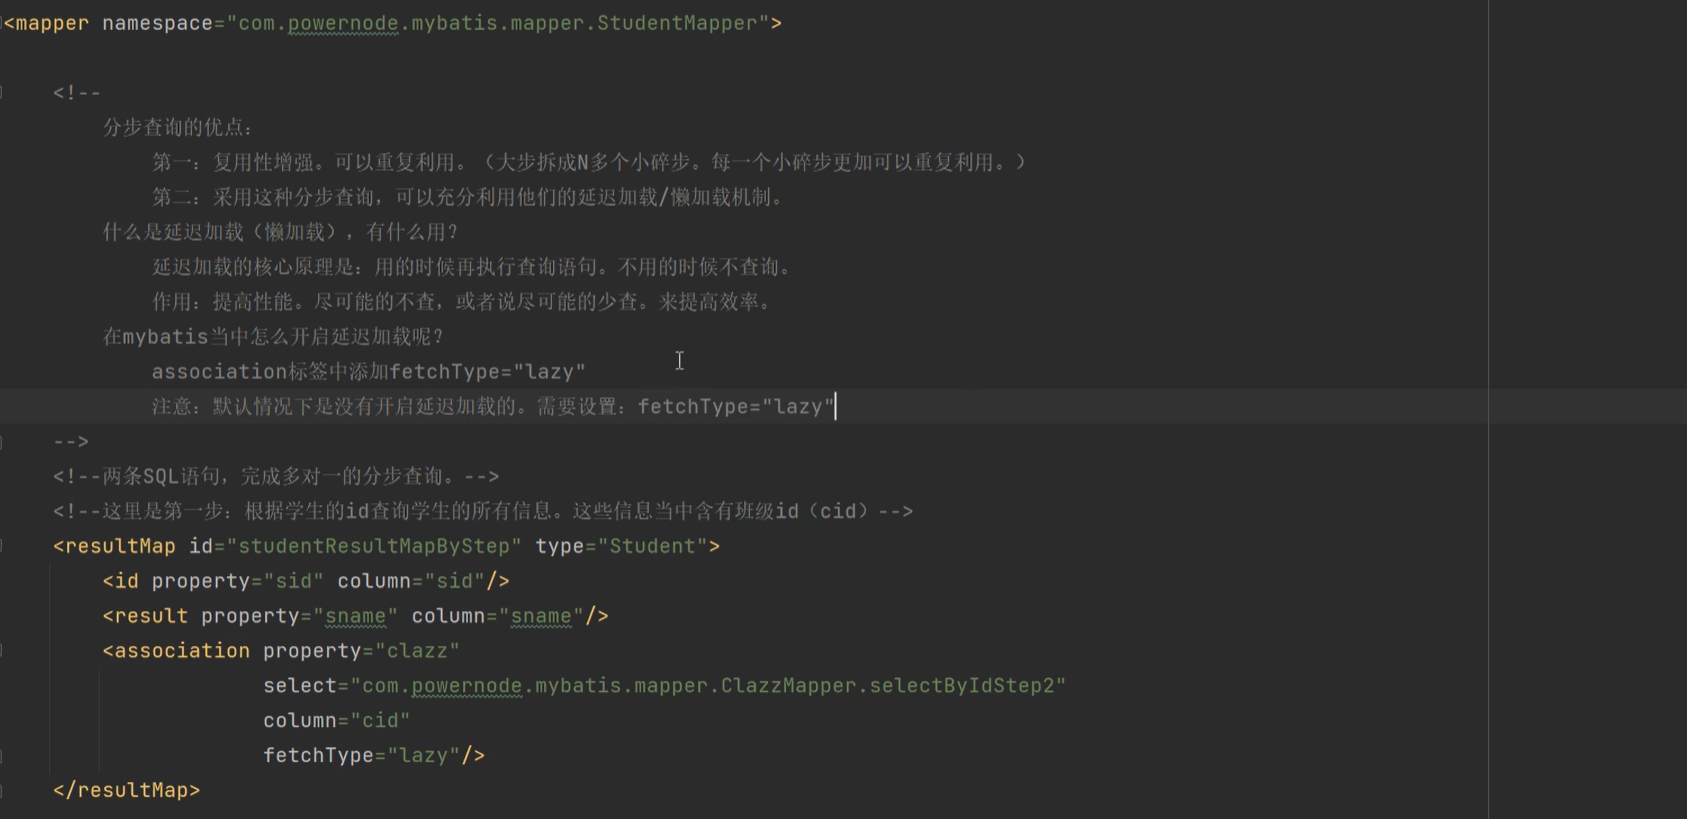 <mapper namespace="com.powernode.mybatis.mapper.StudentMapper">
<!--
分步查询的优点：
第一：复用性增强。可以重复利用。（大步拆成N多个小碎步。每一个小碎步更加可以重复利用。）
第二：采用这种分步查询，可以充分利用他们的延迟加载/懒加载机制。
什么是延迟加载（懒加载），有什么用？
延迟加载的核心原理是：用的时候再执行查询语句。不用的时候不查询。
作用：提高性能。尽可能的不查，或者说尽可能的少查。来提高效率。
在mybatis当中怎么开启延迟加载呢？
association标签中添加fetchType="lazy"
注意：默认情况下是没有开启延迟加载的。需要设置：fetchType="lazy"
-->
<!--两条SQL语句，完成多对一的分步查询。-->
<!--这里是第一步：根据学生的id查询学生的所有信息。这些信息当中含有班级id（cid）-->
<resultMap id="studentResultMapByStep" type="Student">
<id property="sid" column="sid"/>
<result property="sname" column="sname"/>
<association property="clazz"
select="com.powernode.mybatis.mapper.ClazzMapper.selectByIdStep2"
column="cid"
fetchType="lazy"/>
</resultMap>